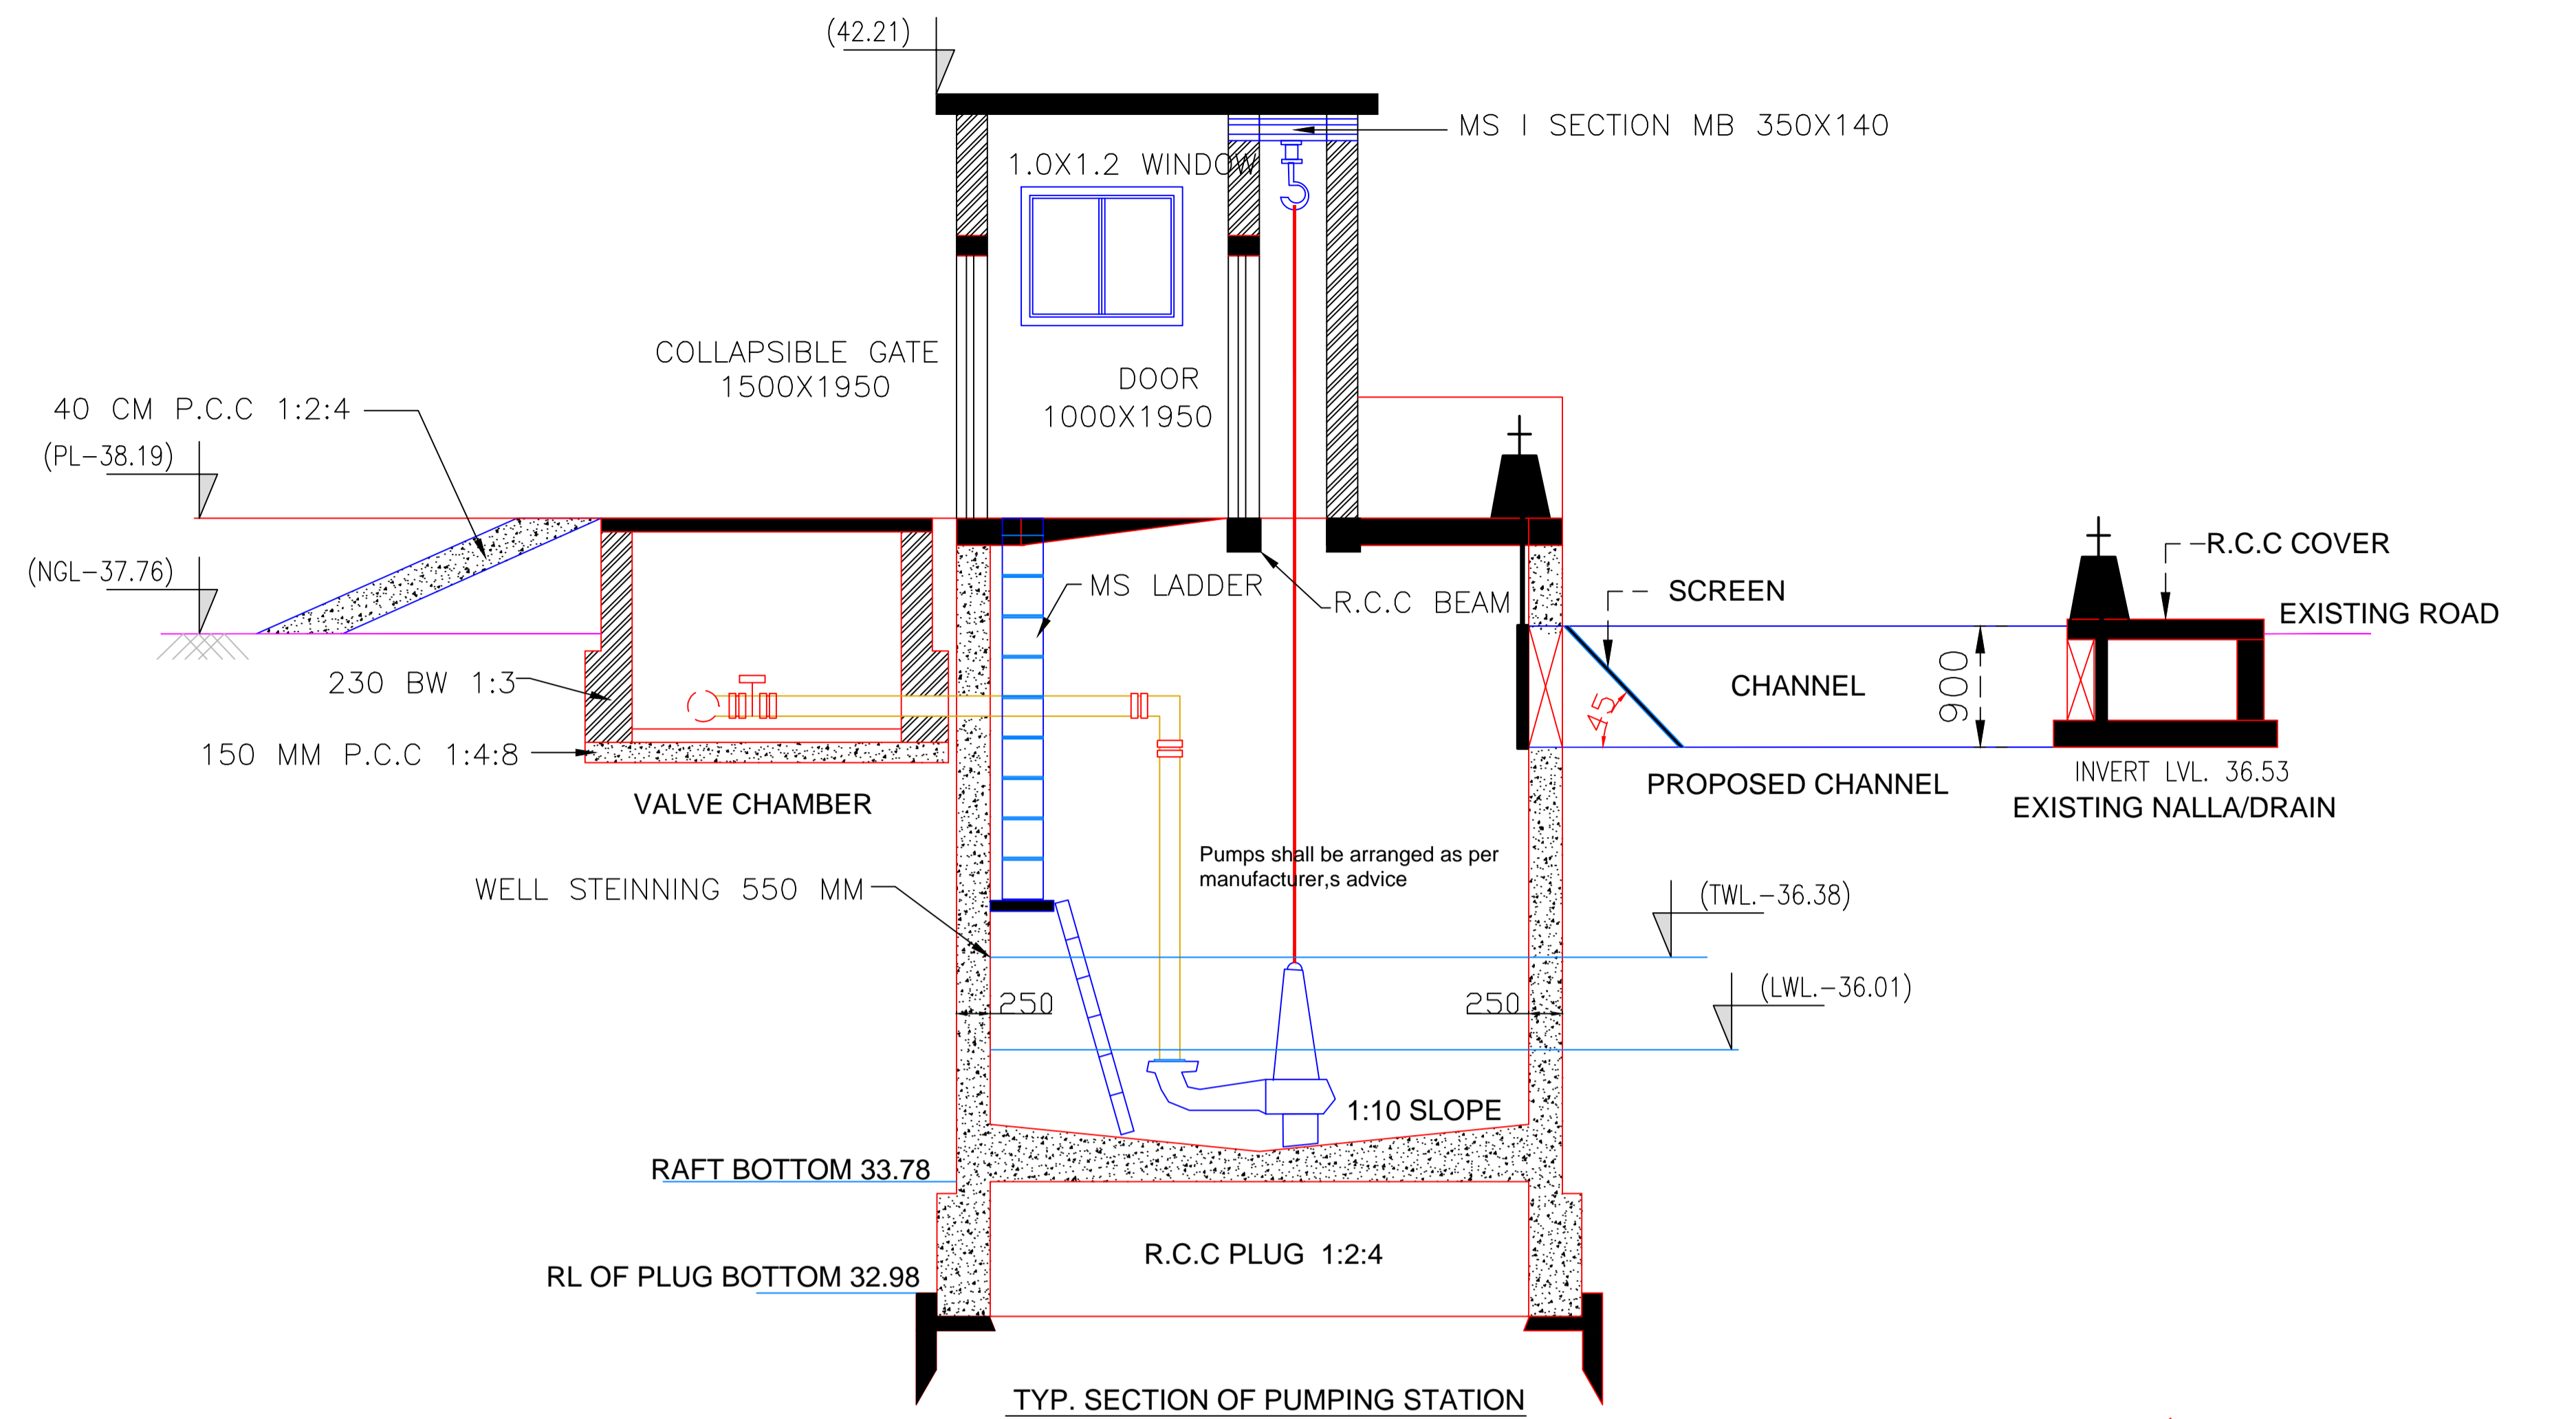 (42.21)
MS I SECTION MB 350X140
1.0X1.2 WINDOW
COLLAPSIBLE GATE
1500X1950
DOOR
1000X1950
40 CM P.C.C 1:2:4
(PL-38.19)
(NGL-37.76)
R.C.C COVER
SCREEN
MS LADDER
R.C.C BEAM
EXISTING ROAD
230 BW 1:3
CHANNEL
900
45
150 MM P.C.C 1:4:8
VALVE CHAMBER
PROPOSED CHANNEL
INVERT LVL. 36.53
EXISTING NALLA/DRAIN
Pumps shall be arranged as per
manufacturer,s advice
WELL STEINNING 550 MM
(TWL.-36.38)
(LWL.-36.01)
250
250
1:10 SLOPE
RAFT BOTTOM 33.78
R.C.C PLUG 1:2:4
RL OF PLUG BOTTOM 32.98
TYP. SECTION OF PUMPING STATION